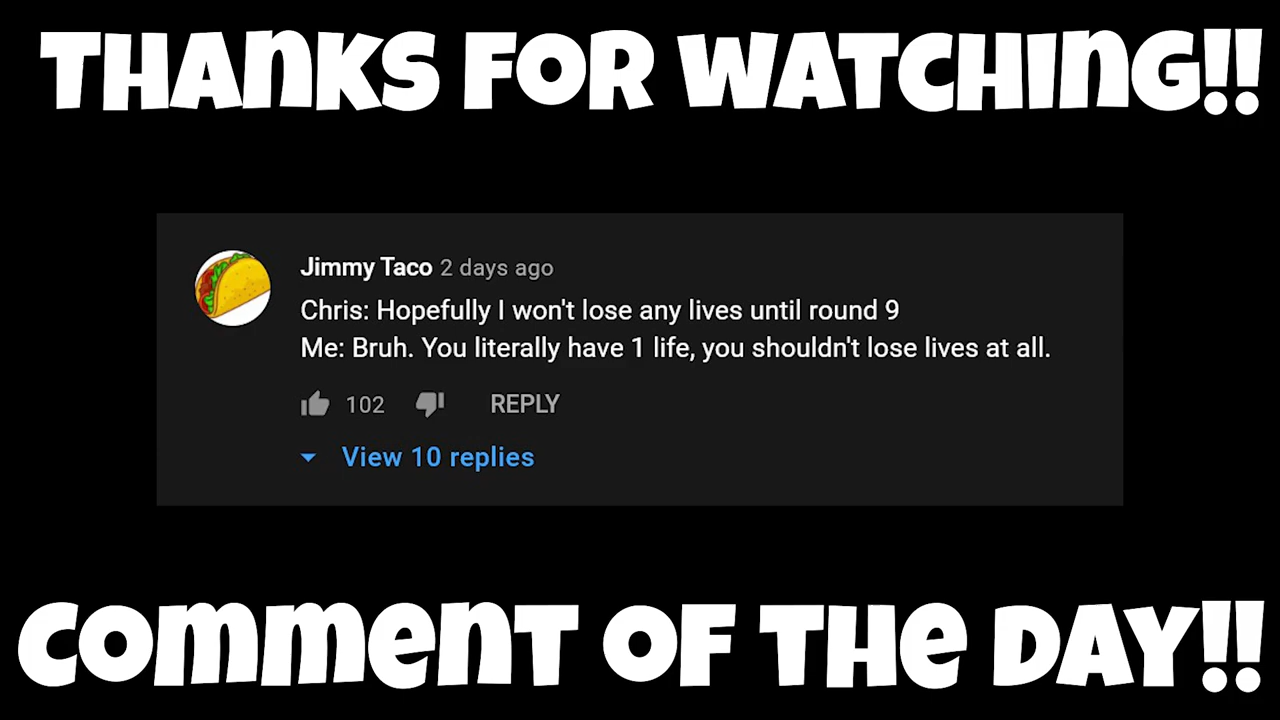 THANKS FOR WATCHING!!
Jimmy Taco 2 days ago
Chris: Hopefully I won't lose any lives until round 9
Me: Bruh. You literally have 1 life, you shouldn't lose lives at all.
102 REPLY
View 10 replies
COMMENT OF THE DAY!!